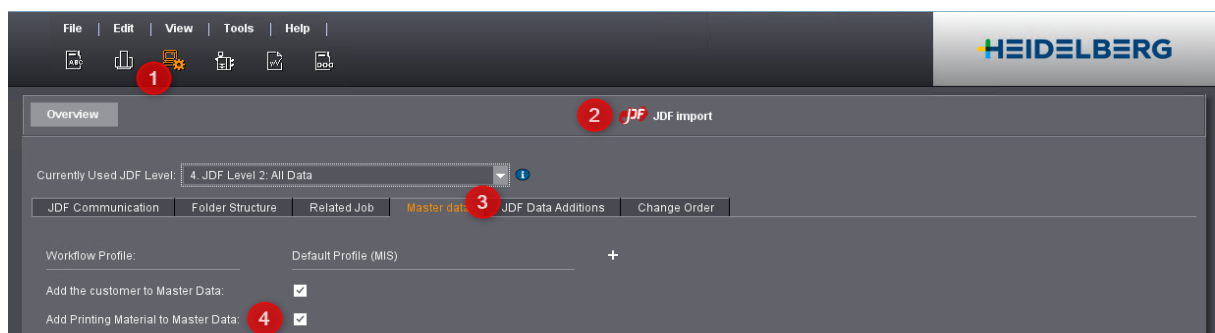 File | Edit | View | Tools | Help |
ABC
1
HEIDELBERG
Overview
2 JDF JDF import
Currently Used JDF Level: 4. JDF Level 2: All Data i
JDF Communication Folder Structure Related Job Master data 3 JDF Data Additions Change Order
Workflow Profile: Default Profile (MIS) +
Add the customer to Master Data:
Add Printing Material to Master Data: 4